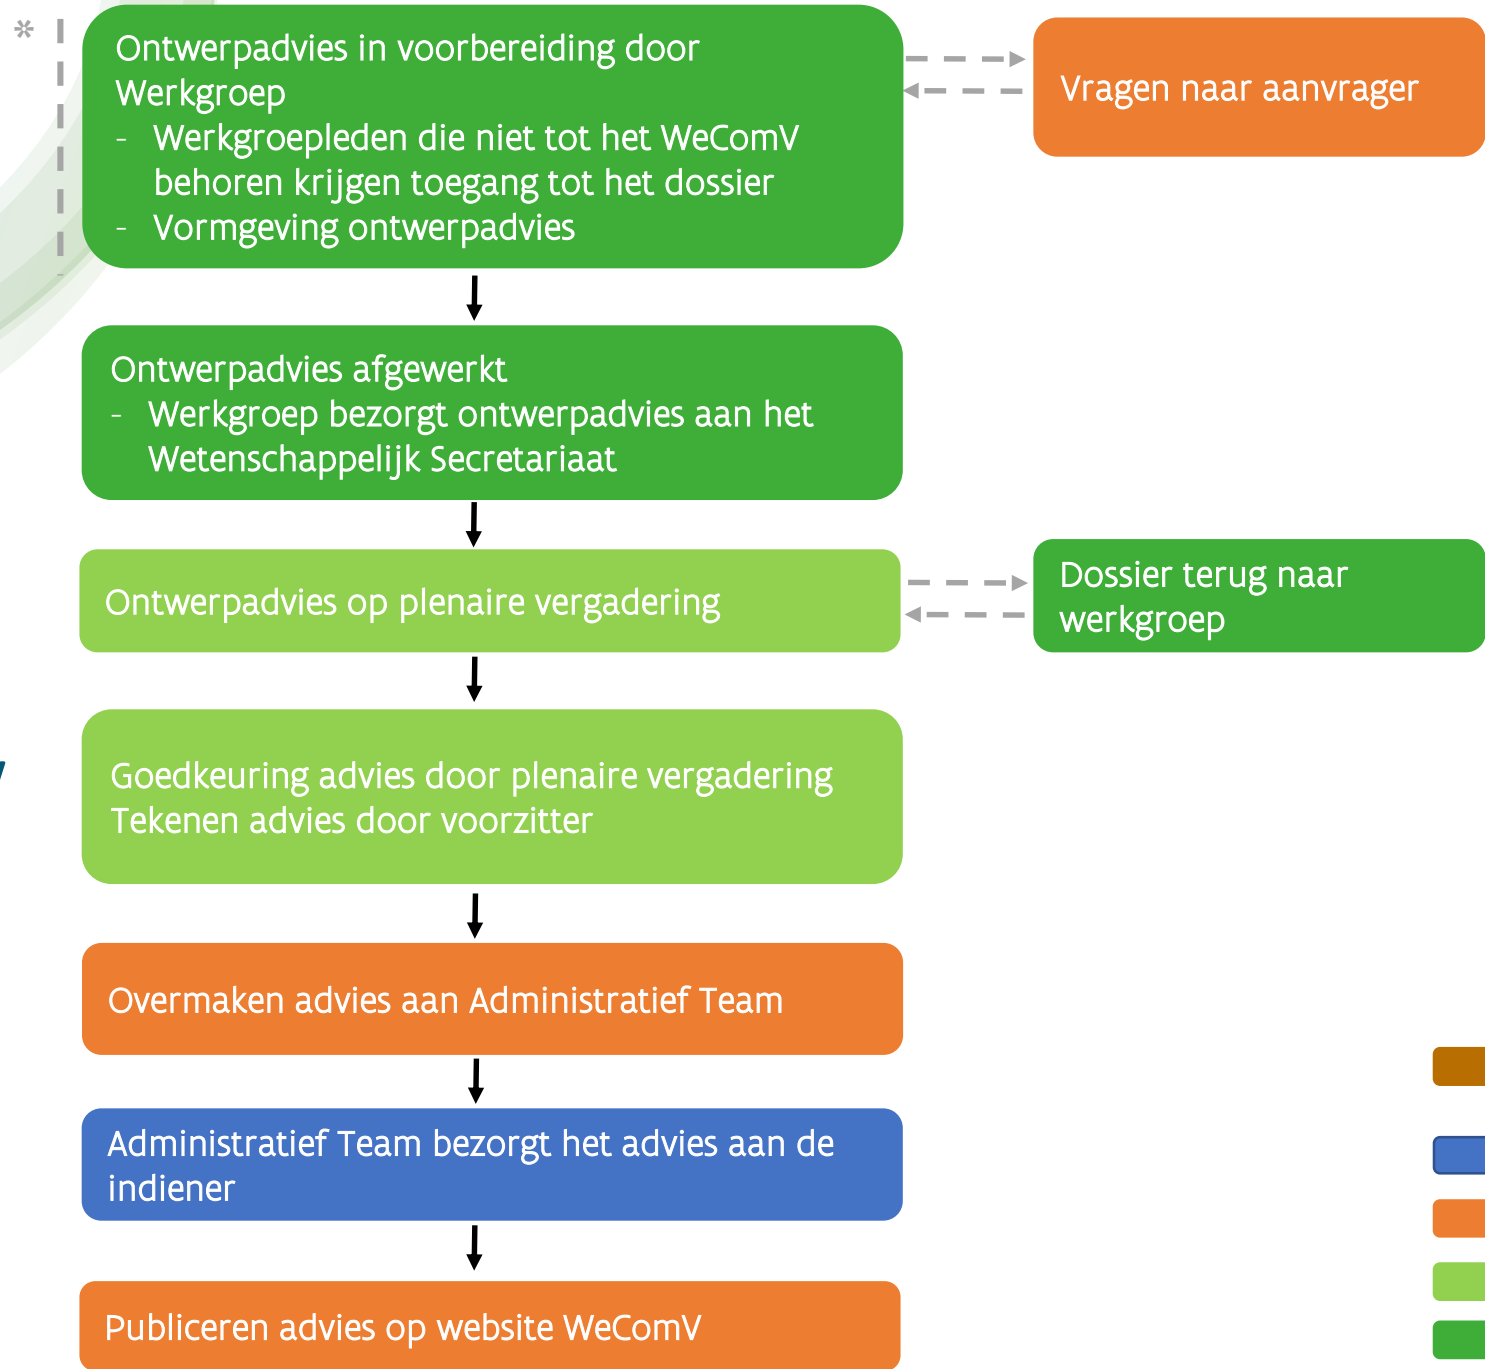 *
Ontwerpadvies in voorbereiding door
Werkgroep
- Werkgroepleden die niet tot het WeComV
behoren krijgen toegang tot het dossier
- Vormgeving ontwerpadvies
Vragen naar aanvrager
Ontwerpadvies afgewerkt
- Werkgroep bezorgt ontwerpadvies aan het
Wetenschappelijk Secretariaat
Ontwerpadvies op plenaire vergadering
Dossier terug naar
werkgroep
Goedkeuring advies door plenaire vergadering
Tekenen advies door voorzitter
Overmaken advies aan Administratief Team
Administratief Team bezorgt het advies aan de
indiener
Publiceren advies op website WeComV